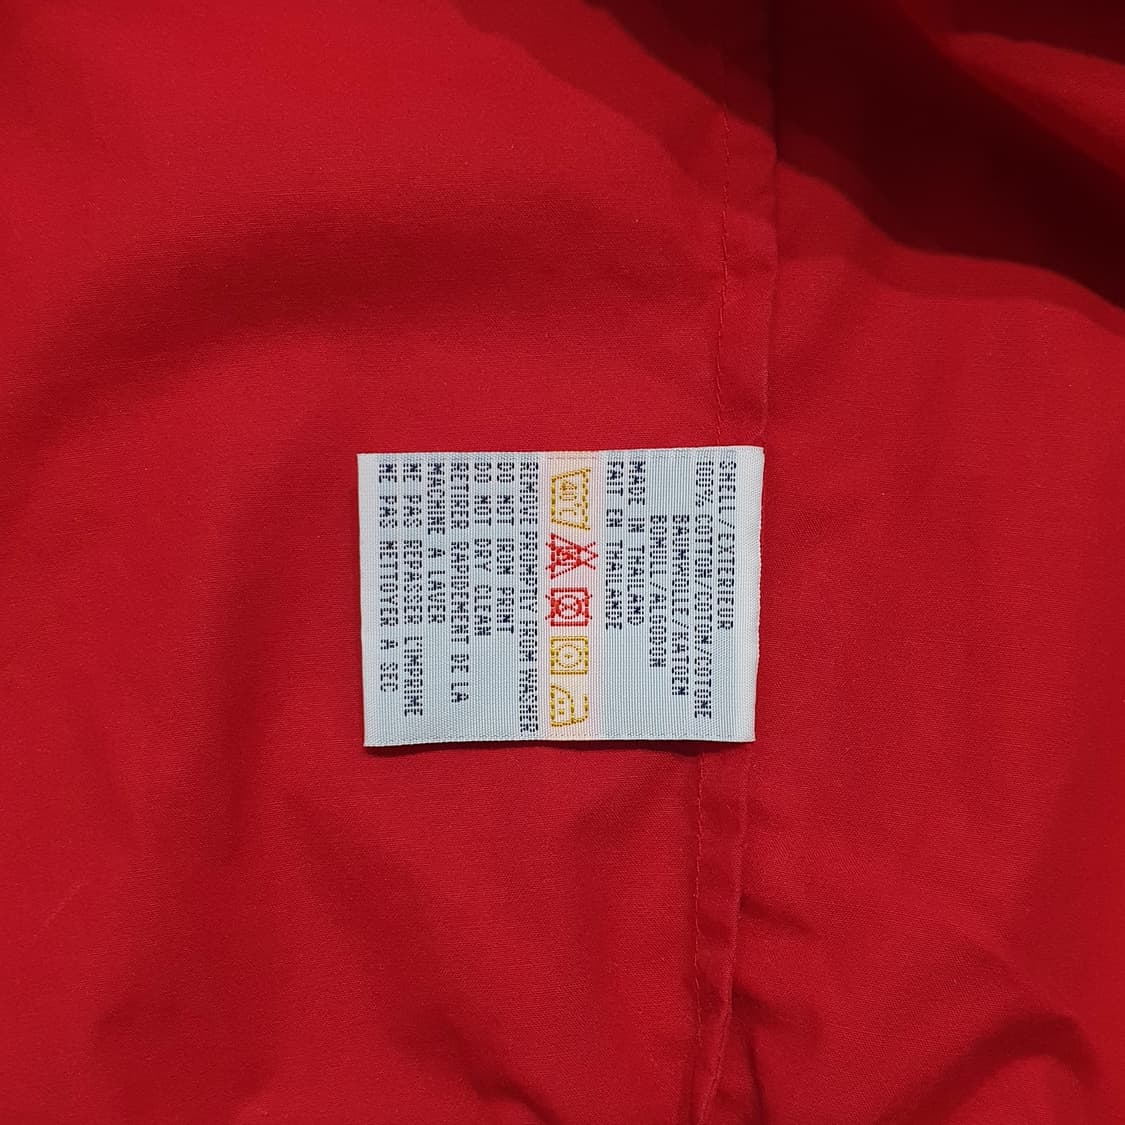 SHELL/EXTERIEUR
100% COTTON/COTON/COTONE
BAUMWOLLE/KATOEN
BOMULL/ALGODON
MADE IN THAILAND
FAIT EN THAILANDE
40°C
REMOVE PROMPTLY FROM WASHER
DO NOT IRON PRINT
DO NOT DRY CLEAN
RETIRER RAPIDEMENT DE LA
MACHINE A LAVER
NE PAS REPASSER L'IMPRIME
NE PAS NETTOYER A SEC